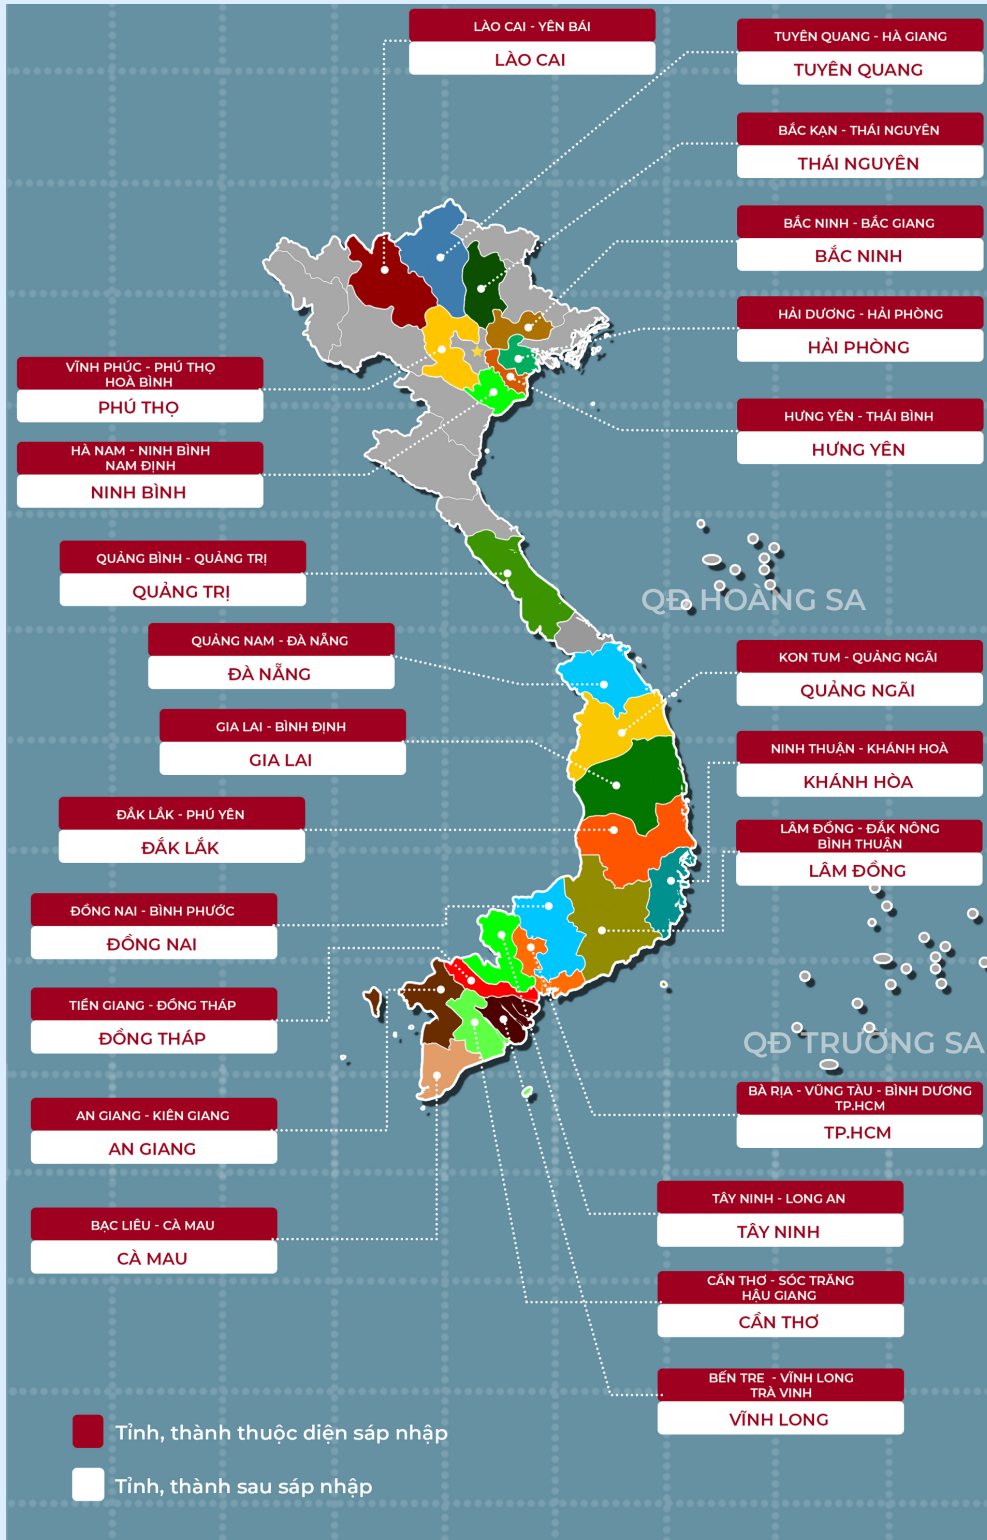 LÀO CAI - YÊN BÁI
LÀO CAI
TUYÊN QUANG - HÀ GIANG
TUYÊN QUANG
BẮC KẠN - THÁI NGUYÊN
THÁI NGUYÊN
BẮC NINH - BẮC GIANG
BẮC NINH
HẢI DƯƠNG - HẢI PHÒNG
HẢI PHÒNG
VĨNH PHÚC - PHÚ THỌ
HOÀ BÌNH
PHÚ THỌ
HƯNG YÊN - THÁI BÌNH
HƯNG YÊN
HÀ NAM - NINH BÌNH
NAM ĐỊNH
NINH BÌNH
QUẢNG BÌNH - QUẢNG TRỊ
QUẢNG TRỊ
QĐ HOÀNG SA
QUẢNG NAM - ĐÀ NẴNG
ĐÀ NẴNG
KON TUM - QUẢNG NGÃI
QUẢNG NGÃI
GIA LAI - BÌNH ĐỊNH
GIA LAI
NINH THUẬN - KHÁNH HOÀ
KHÁNH HÒA
ĐẮK LẮK - PHÚ YÊN
ĐẮK LẮK
LÂM ĐỒNG - ĐẮK NÔNG
BÌNH THUẬN
LÂM ĐỒNG
ĐỒNG NAI - BÌNH PHƯỚC
ĐỒNG NAI
TIỀN GIANG - ĐỒNG THÁP
ĐỒNG THÁP
QĐ TRƯỜNG SA
BÀ RỊA - VŨNG TÀU - BÌNH DƯƠNG
TP.HCM
TP.HCM
AN GIANG - KIÊN GIANG
AN GIANG
TÂY NINH - LONG AN
TÂY NINH
BẠC LIÊU - CÀ MAU
CÀ MAU
CẦN THƠ - SÓC TRĂNG
HẬU GIANG
CẦN THƠ
BẾN TRE - VĨNH LONG
TRÀ VINH
VĨNH LONG
Tỉnh, thành thuộc diện sáp nhập
Tỉnh, thành sau sáp nhập